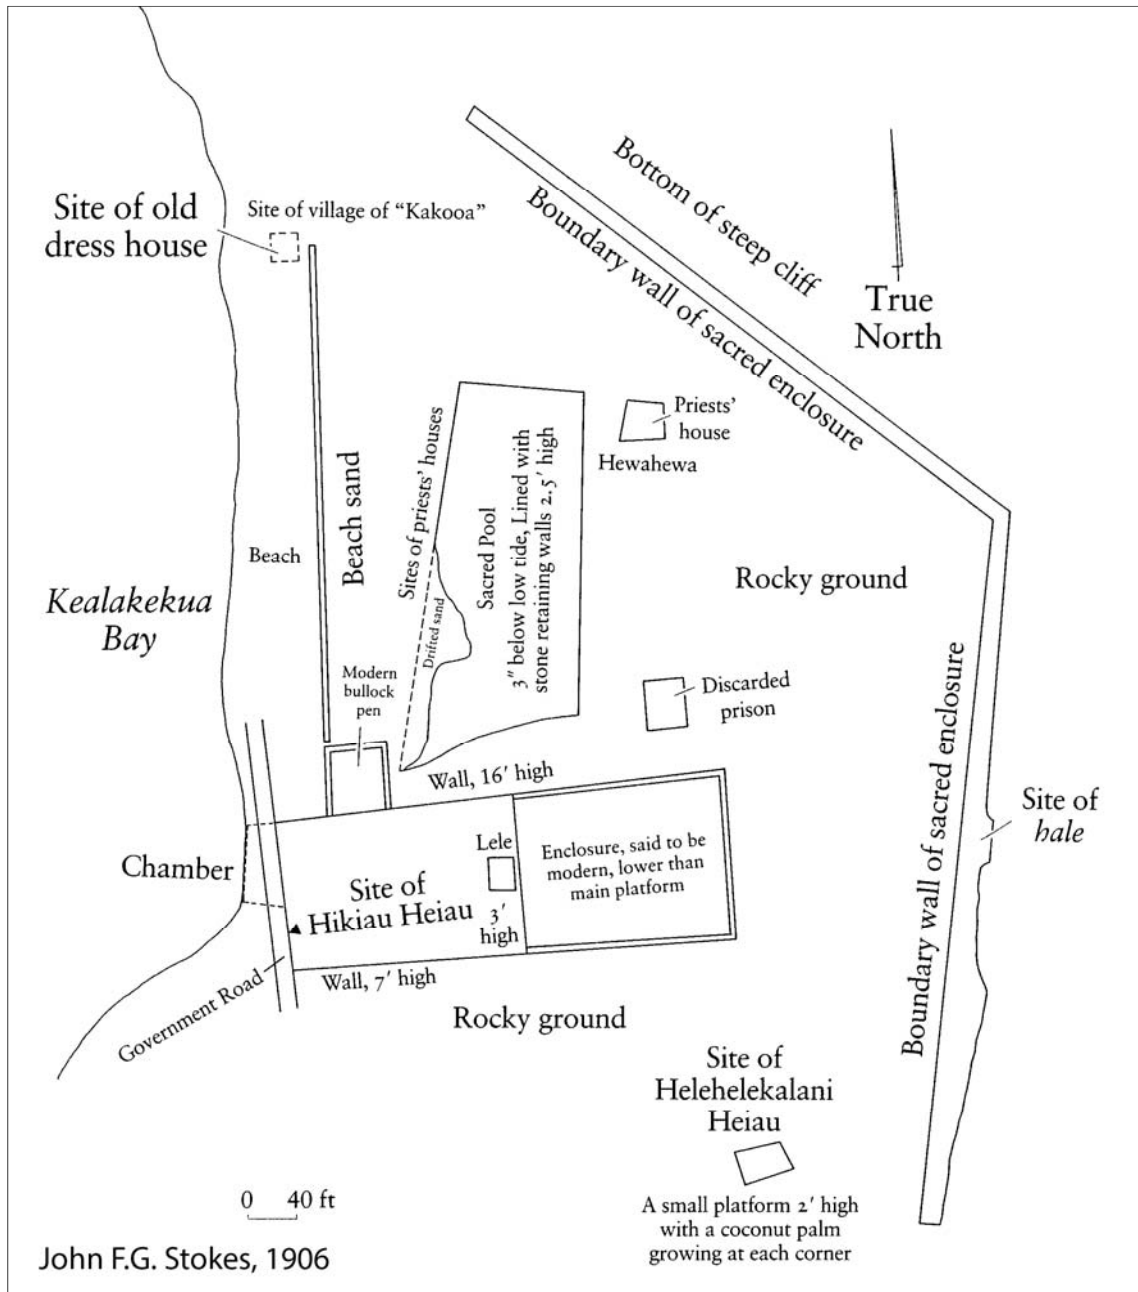 Bottom of steep cliff
Boundary wall of sacred enclosure
Site of old
dress house
Site of village of “Kakooa”
True
North
Priests’
house
Hewahewa
Sites of priests’ houses
Sacred Pool
3" below low tide, Lined with
stone retaining walls 2.5' high
Drifted sand
Beach sand
Beach
Kealakekua
Bay
Rocky ground
Modern
bullock
pen
Discarded
prison
Boundary wall of sacred enclosure
Wall, 16' high
Site of
hale
Chamber
Lele
Enclosure, said to be
modern, lower than
main platform
Site of
Hikiau Heiau
3'
high
Wall, 7' high
Government Road
Rocky ground
Site of
Helehelekalani
Heiau
A small platform 2' high
with a coconut palm
growing at each corner
0 40 ft
John F.G. Stokes, 1906